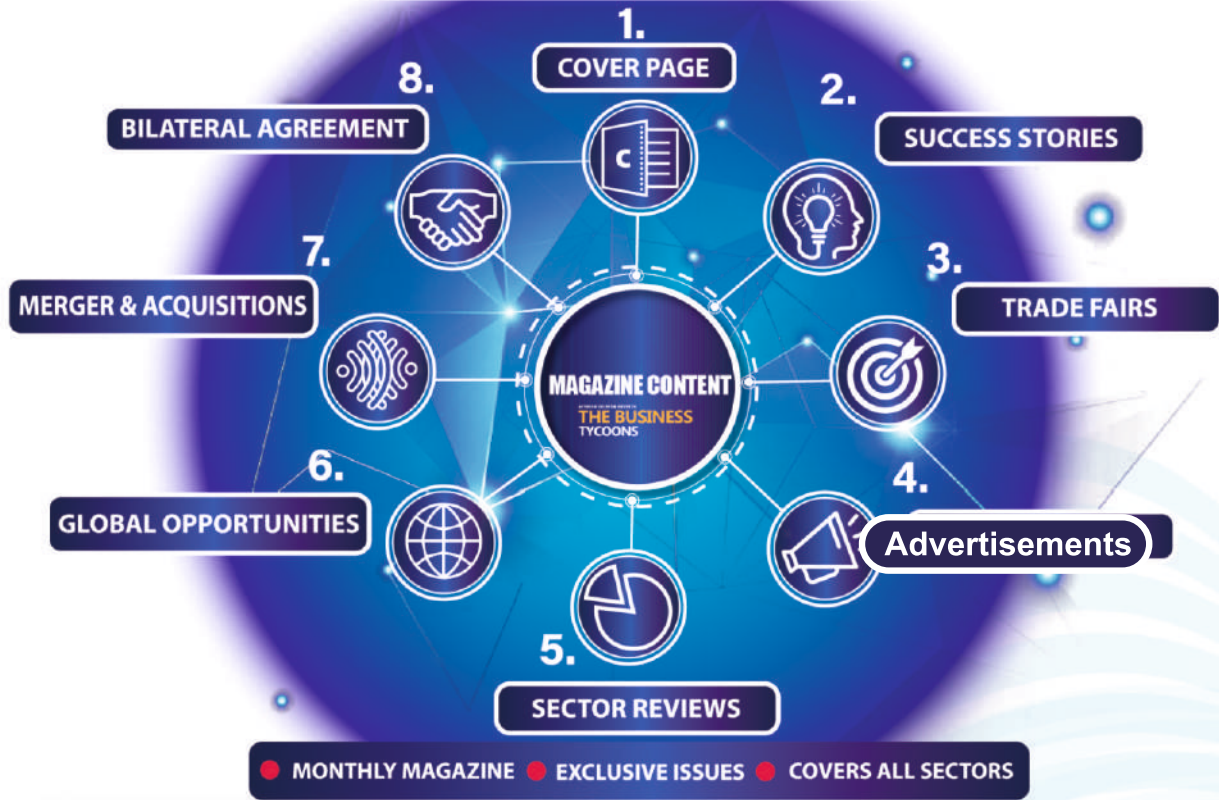 1.
COVER PAGE
2.
SUCCESS STORIES
3.
TRADE FAIRS
4.
Advertisements
5.
SECTOR REVIEWS
6.
GLOBAL OPPORTUNITIES
7.
MERGER & ACQUISITIONS
8.
BILATERAL AGREEMENT
C
MAGAZINE CONTENT
THE BUSINESS
TYCOONS
MONTHLY MAGAZINE EXCLUSIVE ISSUES COVERS ALL SECTORS